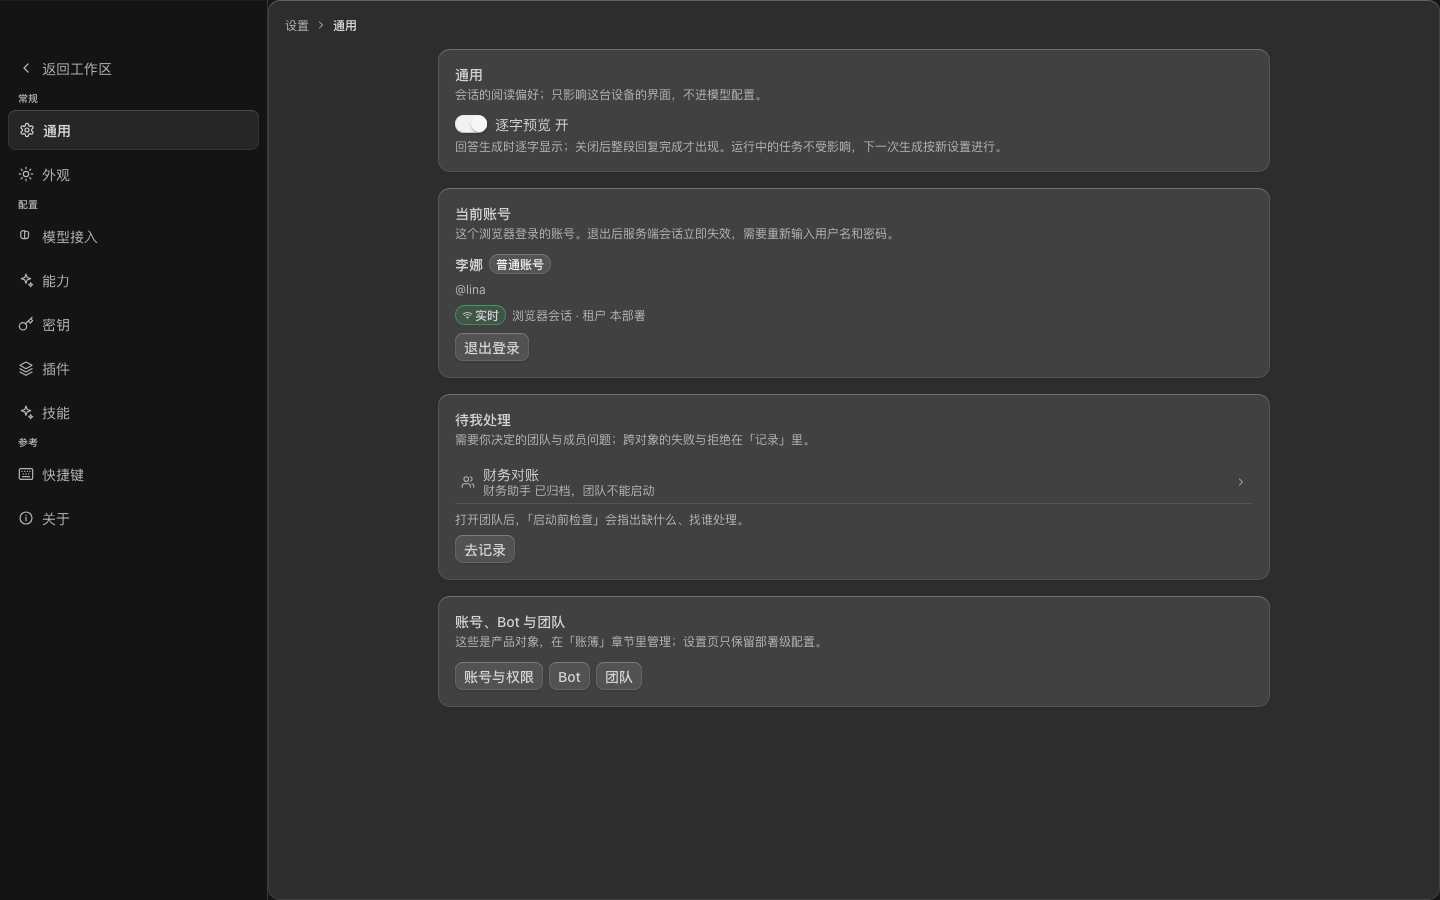 设置 > 通用
返回工作区
常规
通用
外观
配置
模型接入
能力
密钥
插件
技能
参考
快捷键
关于
通用
会话的阅读偏好；只影响这台设备的界面，不进模型配置。
逐字预览 开
回答生成时逐字显示；关闭后整段回复完成才出现。运行中的任务不受影响，下一次生成按新设置进行。
当前账号
这个浏览器登录的账号。退出后服务端会话立即失效，需要重新输入用户名和密码。
李娜 普通账号
@lina
实时 浏览器会话 · 租户 本部署
退出登录
待我处理
需要你决定的团队与成员问题；跨对象的失败与拒绝在「记录」里。
财务对账
财务助手 已归档，团队不能启动
打开团队后，「启动前检查」会指出缺什么、找谁处理。
去记录
账号、Bot 与团队
这些是产品对象，在「账簿」章节里管理；设置页只保留部署级配置。
账号与权限 Bot 团队